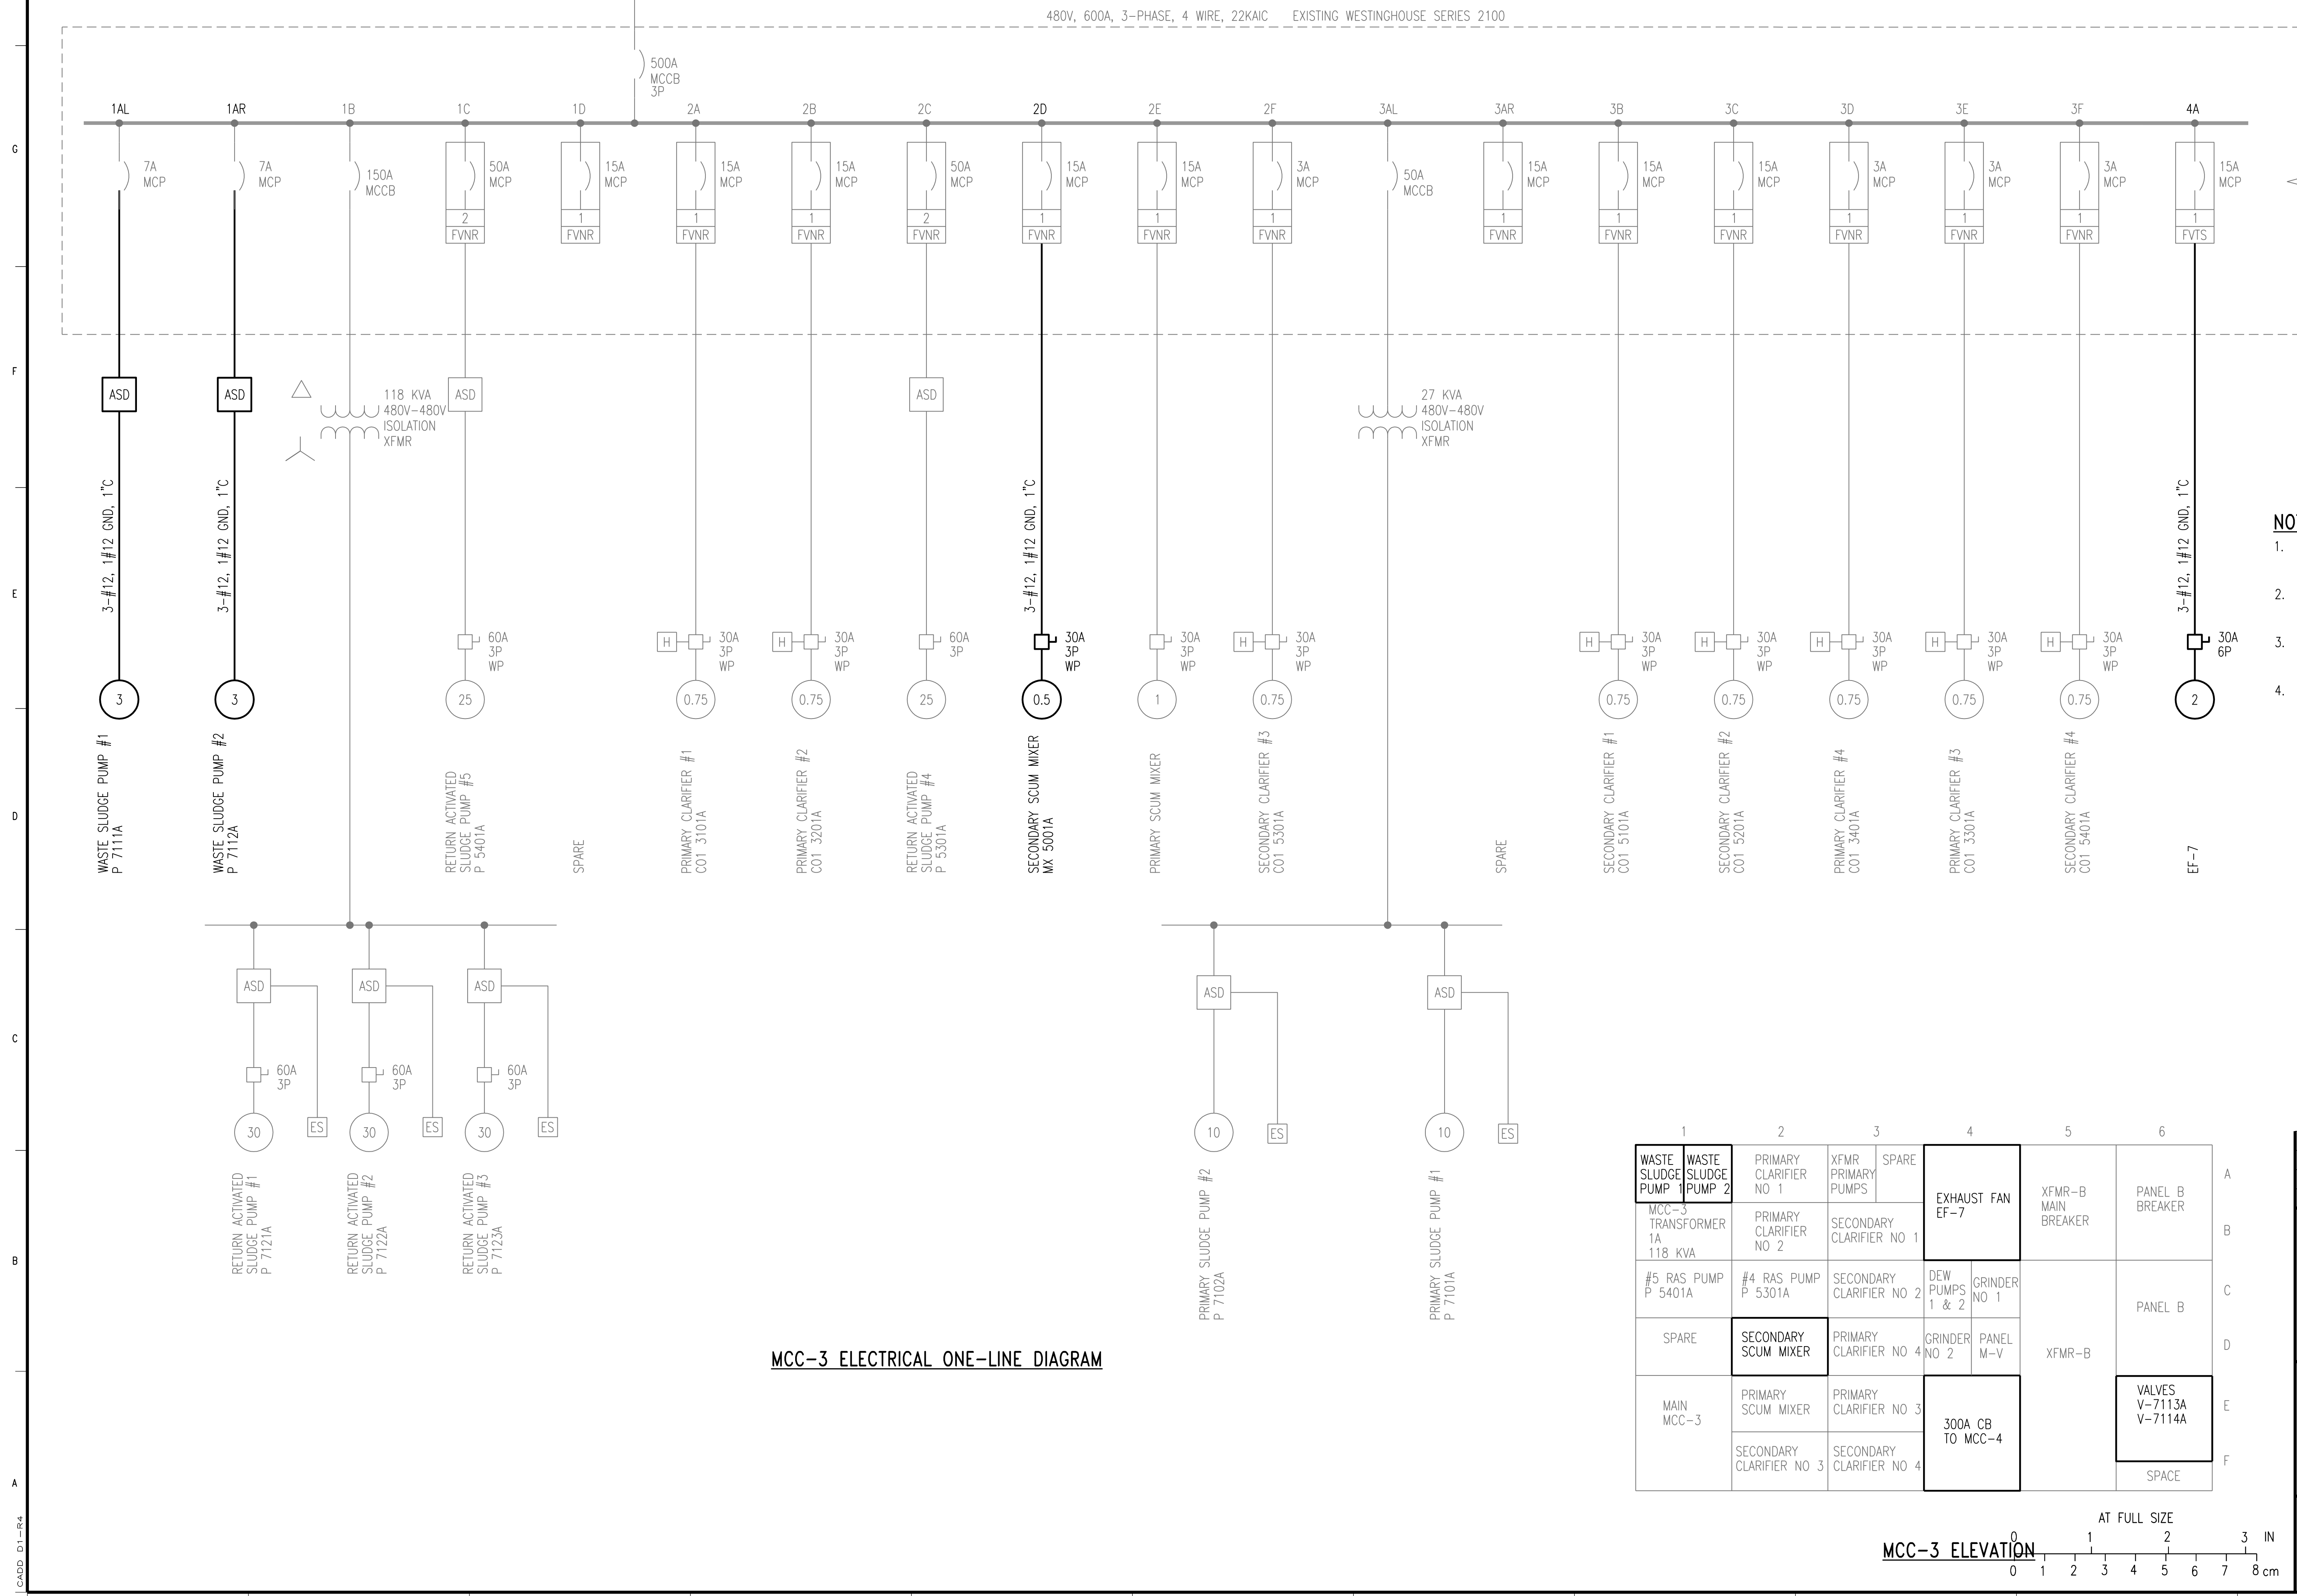 480V, 600A, 3-PHASE, 4 WIRE, 22KAIC EXISTING WESTINGHOUSE SERIES 2100
500A
MCCB
3P
1AL 1AR 1B 1C 1D 2A 2B 2C 2D 2E 2F 3AL 3AR 3B 3C 3D 3E 3F 4A
G
7A
MCP
7A
MCP
150A
MCCB
50A
MCP
2
FVNR
15A
MCP
1
FVNR
15A
MCP
1
FVNR
15A
MCP
1
FVNR
50A
MCP
2
FVNR
15A
MCP
1
FVNR
15A
MCP
1
FVNR
3A
MCP
1
FVNR
50A
MCCB
15A
MCP
1
FVNR
15A
MCP
1
FVNR
15A
MCP
1
FVNR
3A
MCP
1
FVNR
3A
MCP
1
FVNR
3A
MCP
1
FVNR
15A
MCP
1
FVTS
F
ASD
ASD
118 KVA
480V-480V
ISOLATION
XFMR
ASD
ASD
27 KVA
480V-480V
ISOLATION
XFMR
3-#12, 1#12 GND, 1"C
3-#12, 1#12 GND, 1"C
3-#12, 1#12 GND, 1"C
3-#12, 1#12 GND, 1"C
1.
2.
3.
4.
E
60A
3P
WP
H
30A
3P
WP
H
30A
3P
WP
60A
3P
30A
3P
WP
30A
3P
WP
H
30A
3P
WP
H
30A
3P
WP
H
30A
3P
WP
H
30A
3P
WP
H
30A
3P
WP
H
30A
3P
WP
30A
6P
3 3 25 0.75 0.75 25 0.5 1 0.75 0.75 0.75 0.75 0.75 0.75 2
D
WASTE SLUDGE PUMP #1
P 7111A
WASTE SLUDGE PUMP #2
P 7112A
RETURN ACTIVATED
SLUDGE PUMP #5
P 5401A
SPARE
PRIMARY CLARIFIER #1
CO1 3101A
PRIMARY CLARIFIER #2
CO1 3201A
RETURN ACTIVATED
SLUDGE PUMP #4
P 5301A
SECONDARY SCUM MIXER
MX 5001A
PRIMARY SCUM MIXER
SECONDARY CLARIFIER #3
CO1 5301A
SPARE
SECONDARY CLARIFIER #1
CO1 5101A
SECONDARY CLARIFIER #2
CO1 5201A
PRIMARY CLARIFIER #4
CO1 3401A
PRIMARY CLARIFIER #3
CO1 3301A
SECONDARY CLARIFIER #4
CO1 5401A
EF-7
C
ASD
60A
3P
30
ES
ASD
60A
3P
30
ES
ASD
60A
3P
30
ES
ASD
10
ES
ASD
10
ES
B
RETURN ACTIVATED
SLUDGE PUMP #1
P 7121A
RETURN ACTIVATED
SLUDGE PUMP #2
P 7122A
RETURN ACTIVATED
SLUDGE PUMP #3
P 7123A
PRIMARY SLUDGE PUMP #2
P 7102A
PRIMARY SLUDGE PUMP #1
P 7101A
MCC-3 ELECTRICAL ONE-LINE DIAGRAM
1 2 3 4 5 6
WASTE
SLUDGE
PUMP 1
WASTE
SLUDGE
PUMP 2
PRIMARY
CLARIFIER
NO 1
XFMR
PRIMARY
PUMPS
SPARE
EXHAUST FAN
EF-7
XFMR-B
MAIN
BREAKER
PANEL B
BREAKER
A
MCC-3
TRANSFORMER
1A
118 KVA
PRIMARY
CLARIFIER
NO 2
SECONDARY
CLARIFIER NO 1
B
#5 RAS PUMP
P 5401A
#4 RAS PUMP
P 5301A
SECONDARY
CLARIFIER NO 2
DEW
PUMPS
1 & 2
GRINDER
NO 1
PANEL B
C
SPARE
SECONDARY
SCUM MIXER
PRIMARY
CLARIFIER NO 4
GRINDER
NO 2
PANEL
M-V
XFMR-B
D
MAIN
MCC-3
PRIMARY
SCUM MIXER
PRIMARY
CLARIFIER NO 3
300A CB
TO MCC-4
VALVES
V-7113A
V-7114A
E
SECONDARY
CLARIFIER NO 3
SECONDARY
CLARIFIER NO 4
SPACE
F
A
CADD D1-R4
MCC-3 ELEVATION
AT FULL SIZE
0 1 2 3 IN
0 1 2 3 4 5 6 7 8 cm